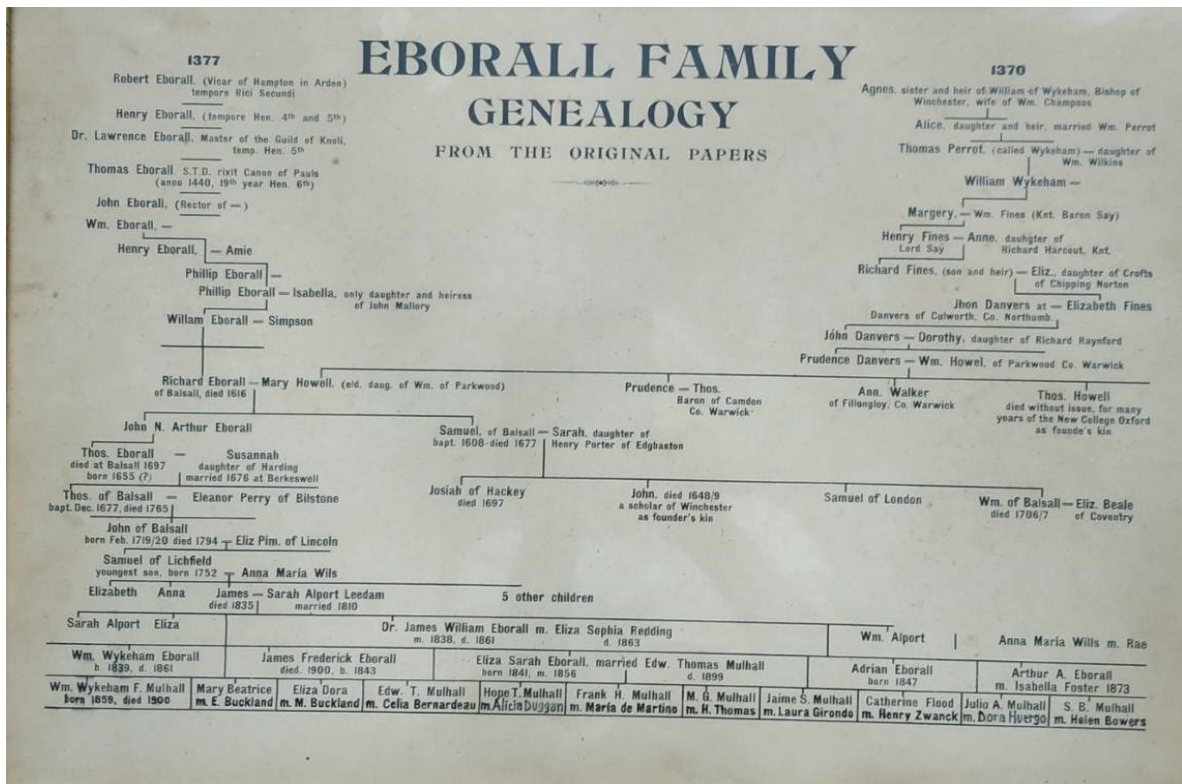 EBORALL FAMILY
GENEALOGY
FROM THE ORIGINAL PAPERS
1377
Robert Eborall, (Vicar of Hampton in Arden)
tempore Rici Secundi
Henry Eborall, (tempore Hen. 4th and 5th)
Dr. Lawrence Eborall, Master of the Guild of Knoll,
temp. Hen. 5th
Thomas Eborall. S.T.D. rixit Canon of Pauls
(anno 1440, 19th year Hen. 6th)
John Eborall, (Rector of —)
Wm. Eborall, —
Henry Eborall, — Amie
Phillip Eborall —
Phillip Eborall — Isabella, only daughter and heiress
of John Mallory
Willam Eborall — Simpson
1370
Agnes, sister and heir of William of Wykeham, Bishop of
Winchester, wife of Wm. Champnos
Alice, daughter and heir, married Wm. Perrot
Thomas Perrot, (called Wykeham) — daughter of
Wm. Wilkins
William Wykeham —
Margery, — Wm. Fines (Knt. Baron Say)
Henry Fines — Anne, dauhgter of
Lord Say Richard Harcout, Knt.
Richard Fines, (son and heir) — Eliz., daughter of Crofts
of Chipping Norton
Jhon Danvers at — Elizabeth Fines
Danvers of Culworth, Co. Northumb.
John Danvers — Dorothy, daughter of Richard Raynford
Prudence Danvers — Wm. Howel, of Parkwood Co. Warwick
Richard Eborall — Mary Howell, (eld. daug. of Wm. of Parkwood)
of Balsall, died 1616
Prudence — Thos.
Baron of Camden
Co. Warwick
Ann. Walker
of Fillongloy, Co. Warwick
Thos. Howell
died without issue, for many
years of the New College Oxford
as founde's kin
John N. Arthur Eborall
Samuel, of Balsall — Sarah, daughter of
bapt. 1608-died 1677 Henry Porter of Edgbaston
Thos. Eborall — Susannah
died at Balsall 1697 daughter of Harding
born 1655 (?) married 1676 at Berkeswell
Josiah of Hackey
died 1697
John, died 1648/9
a scholar of Winchester
as founder's kin
Samuel of London
Wm. of Balsall — Eliz. Beale
died 1706/7 of Coventry
Thos. of Balsall — Eleanor Perry of Bilstone
bapt. Dec. 1677, died 1765
John of Balsall
born Feb. 1719/20 died 1794 — Eliz Pim. of Lincoln
Samuel of Lichfield
youngest son, born 1752 — Anna Maria Wils
Elizabeth Anna James — Sarah Alport Leedam 5 other children
died 1835 married 1810
Sarah Alport Eliza Dr. James William Eborall m. Eliza Sophia Redding Wm. Alport Anna Maria Wills m. Rae
m. 1838, d. 1861 d. 1863
Wm. Wykeham Eborall James Frederick Eborall Eliza Sarah Eborall, married Edw. Thomas Mulhall Adrian Eborall Arthur A. Eborall
b. 1839, d. 1861 died. 1900, b. 1843 born 1841, m. 1856 d. 1899 born 1847 m. Isabella Foster 1873
Wm. Wykeham F. Mulhall Mary Beatrice Eliza Dora Edw. T. Mulhall Hope T. Mulhall Frank H. Mulhall M. G. Mulhall Jaime S. Mulhall Catherine Flood Julio A. Mulhall S. B. Mulhall
born 1859, died 1900 m. E. Buckland m. M. Buckland m. Celia Bernardeau m. Alicia Duggan m. María de Martino m. H. Thomas m. Laura Girondo m. Henry Zwanck m. Dora Huergo m. Helen Bowers